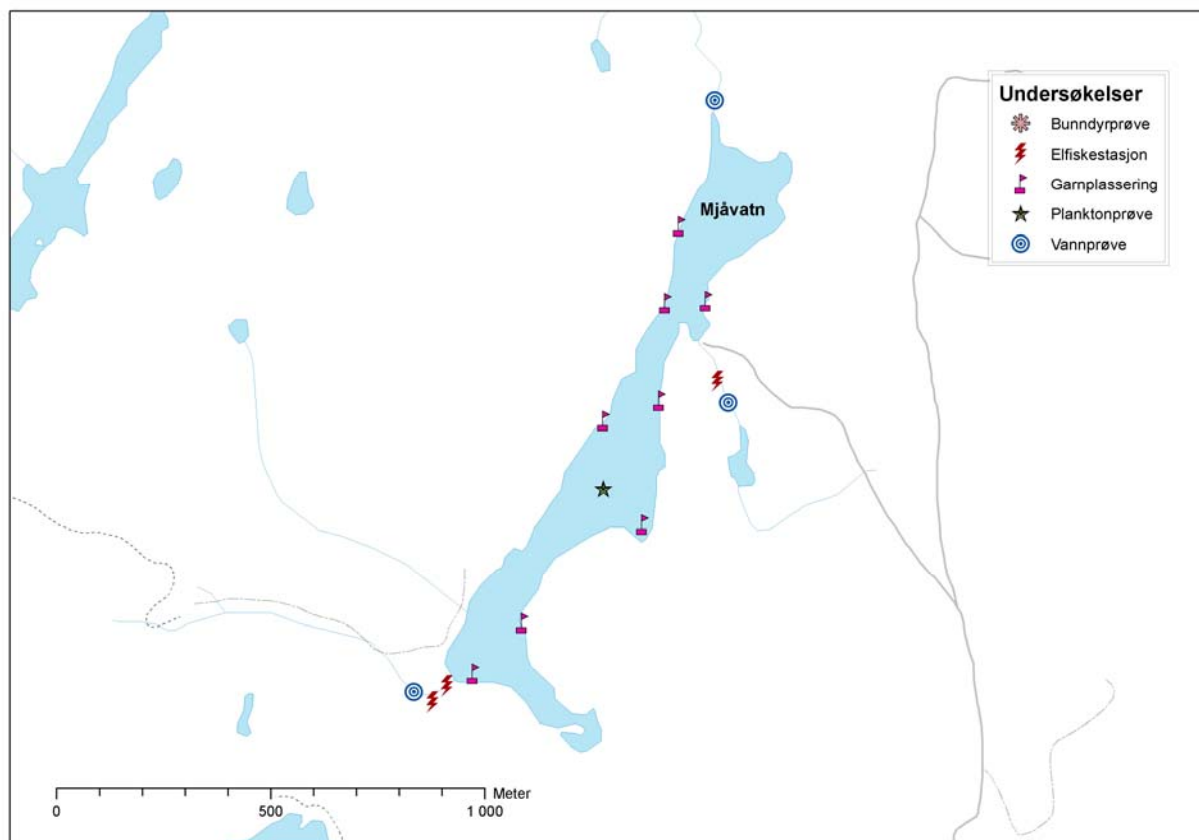 Undersøkelser
Bunndyrprøve
Elfiskestasjon
Garnplassering
Planktonprøve
Vannprøve
Mjåvatn
Meter
0 500 1 000